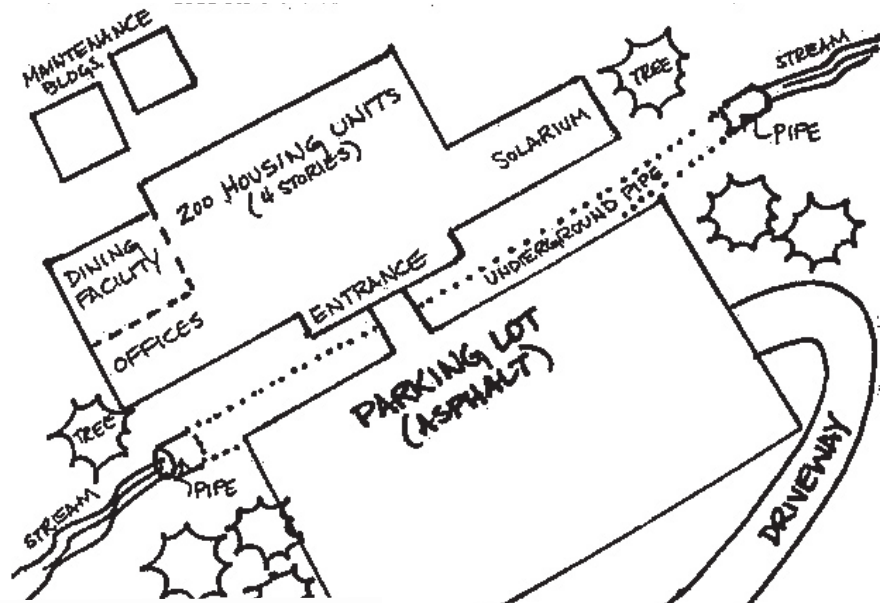 MAINTENANCE
BLDGS.
TREE
STREAM
PIPE
200 HOUSING UNITS
(4 STORIES)
SOLARIUM
DINING
FACILITY
OFFICES
ENTRANCE
UNDERGROUND PIPE
PARKING LOT
(ASPHALT)
TREE
PIPE
STREAM
DRIVEWAY